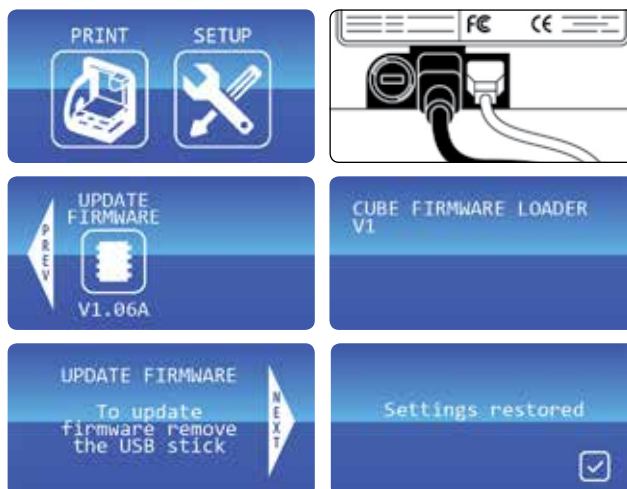 PRINT SETUP
FC CE
UPDATE
FIRMWARE
PREV
V1.06A
CUBE FIRMWARE LOADER
V1
UPDATE FIRMWARE
To update
firmware remove
the USB stick
NEXT
Settings restored